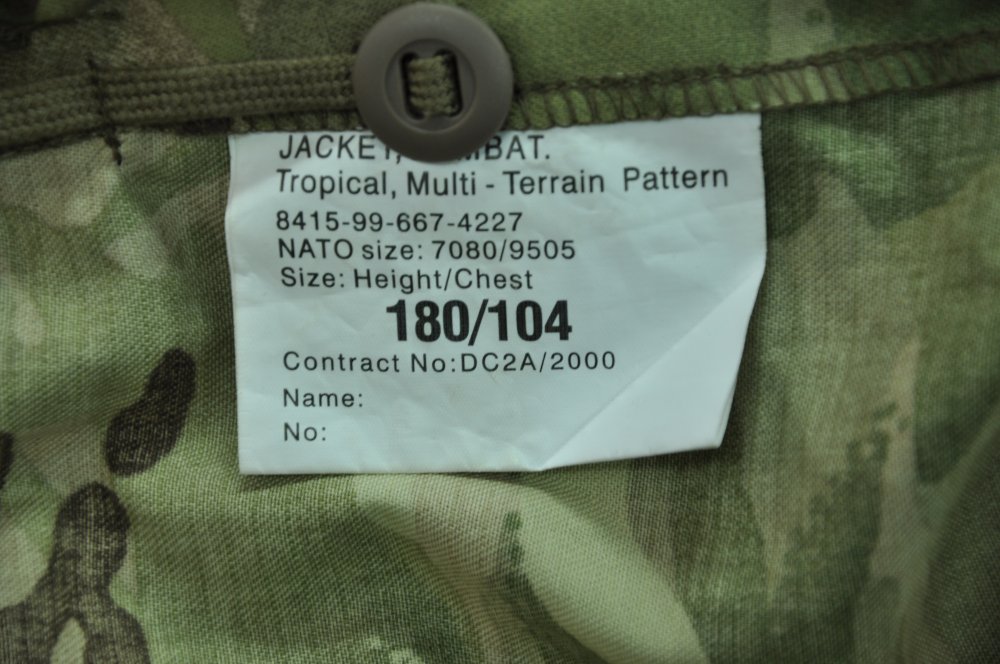 JACKET, COMBAT.
Tropical, Multi - Terrain Pattern
8415-99-667-4227
NATO size: 7080/9505
Size: Height/Chest
180/104
Contract No:DC2A/2000
Name:
No: